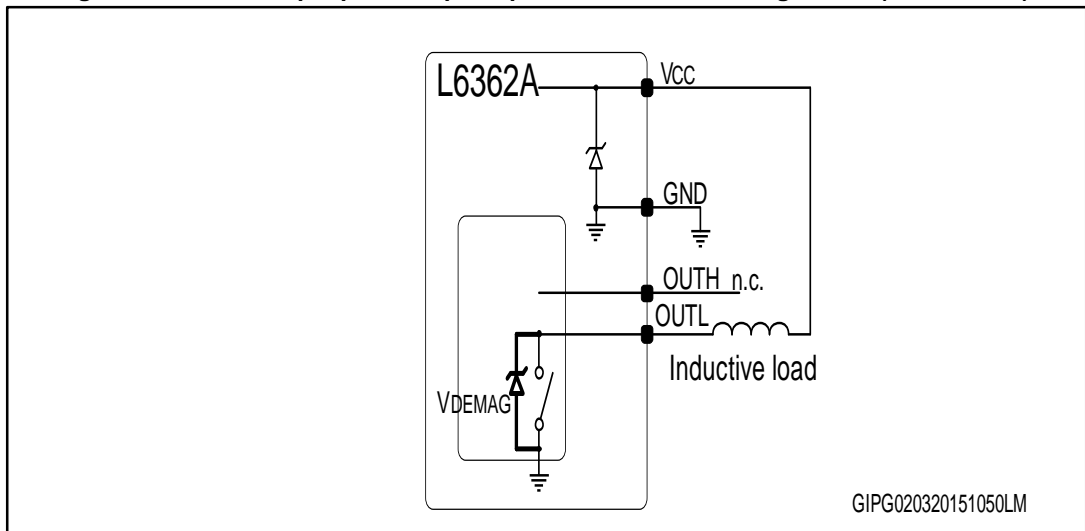 L6362A
VCC
GND
OUTH n.c.
OUTL
Inductive load
VDEMAG
GIPG020320151050LM